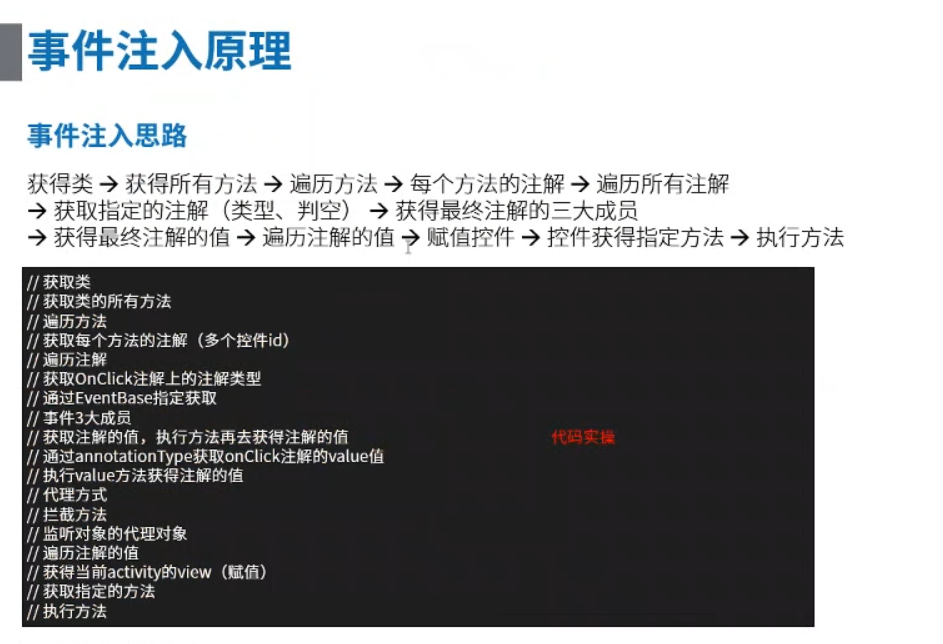 事件注入原理
事件注入思路
获得类 → 获得所有方法 → 遍历方法 → 每个方法的注解 → 遍历所有注解
→ 获取指定的注解（类型、判空） → 获得最终注解的三大成员
→ 获得最终注解的值 → 遍历注解的值 → 赋值控件 → 控件获得指定方法 → 执行方法
// 获取类
// 获取类的所有方法
// 遍历方法
// 获取每个方法的注解（多个控件id）
// 遍历注解
// 获取OnClick注解上的注解类型
// 通过EventBase指定获取
// 事件3大成员
// 获取注解的值，执行方法再去获得注解的值
代码实操
// 通过annotationType获取onClick注解的value值
// 执行value方法获得注解的值
// 代理方式
// 拦截方法
// 监听对象的代理对象
// 遍历注解的值
// 获得当前activity的view（赋值）
// 获取指定的方法
// 执行方法